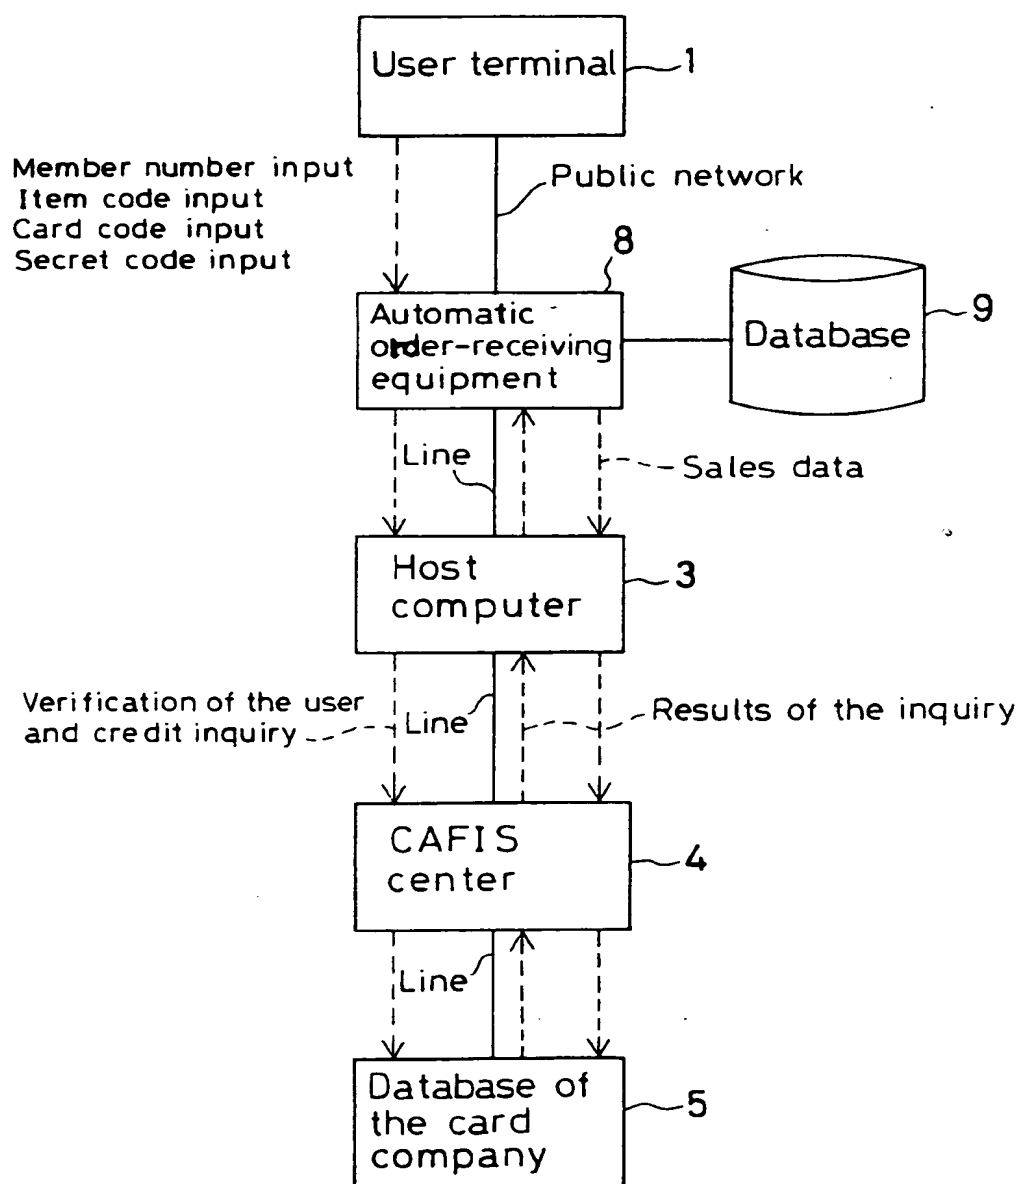 User terminal
1
Member number input
Item code input
Card code input
Secret code input
Public network
8
Automatic
order-receiving
equipment
Database
9
Line
Sales data
Host
computer
3
Verification of the user
and credit inquiry
Line
Results of the inquiry
CAFIS
center
4
Line
Database of
the card
company
5